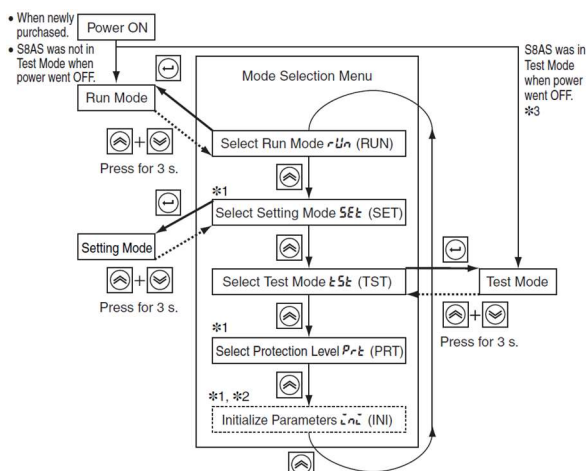 • When newly
purchased.
• S8AS was not in
Test Mode when
power went OFF.
Power ON
S8AS was in
Test Mode
when power
went OFF.
*3
Mode Selection Menu
Run Mode
Press for 3 s.
Select Run Mode rUn (RUN)
*1
Select Setting Mode SEt (SET)
Setting Mode
Press for 3 s.
Select Test Mode tSt (TST)
Test Mode
Press for 3 s.
*1
Select Protection Level Prt (PRT)
*1, *2
Initialize Parameters ini (INI)